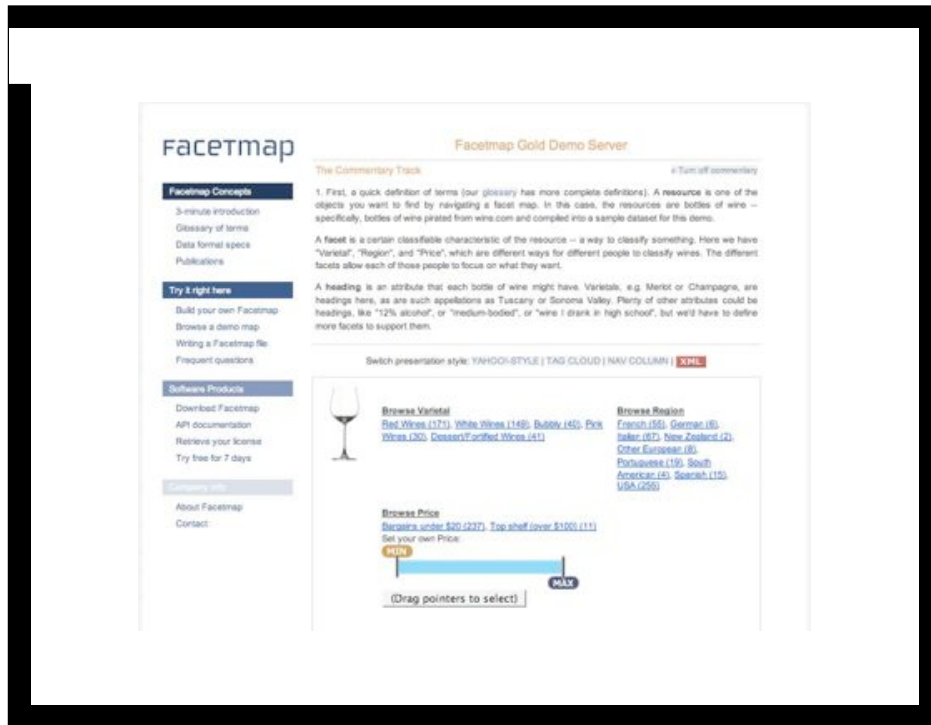 FACETmap
Facetmap Concepts
3-minute introduction
Glossary of terms
Data format specs
Publications
Try it right here
Build your own Facetmap
Browse a demo map
Writing a Facetmap file
Frequent questions
Software Products
Download Facetmap
API documentation
Retrieve your license
Try free for 7 days
Company info
About Facetmap
Contact
Facetmap Gold Demo Server
The Commentary Track
Turn off commentary
1. First, a quick definition of terms (our glossary has more complete definitions). A resource is one of the
objects you want to find by navigating a facet map. In this case, the resources are bottles of wine --
specifically, bottles of wine pirated from wine.com and compiled into a sample dataset for this demo.
A facet is a certain classifiable characteristic of the resource -- a way to classify something. Here we have
"Varietal", "Region", and "Price", which are different ways for different people to classify wines. The different
facets allow each of those people to focus on what they want.
A heading is an attribute that each bottle of wine might have. Varietals, e.g. Merlot or Champagne, are
headings here, as are such appellations as Tuscany or Sonoma Valley. Plenty of other attributes could be
headings, like "12% alcohol", or "medium-bodied", or "wine I drank in high school", but we'd have to define
more facets to support them.
Switch presentation style: YAHOO!-STYLE | TAG CLOUD | NAV COLUMN | XML
Browse Varietal
Red Wines (171), White Wines (149), Bubbly (40), Pink
Wines (30), Dessert/Fortified Wines (41)
Browse Region
French (55), German (6),
Italian (67), New Zealand (2),
Other European (8),
Portuguese (19), South
American (4), Spanish (15),
USA (255)
Browse Price
Bargains under $20 (237), Top shelf (over $100) (11)
Set your own Price:
MIN
MAX
(Drag pointers to select)